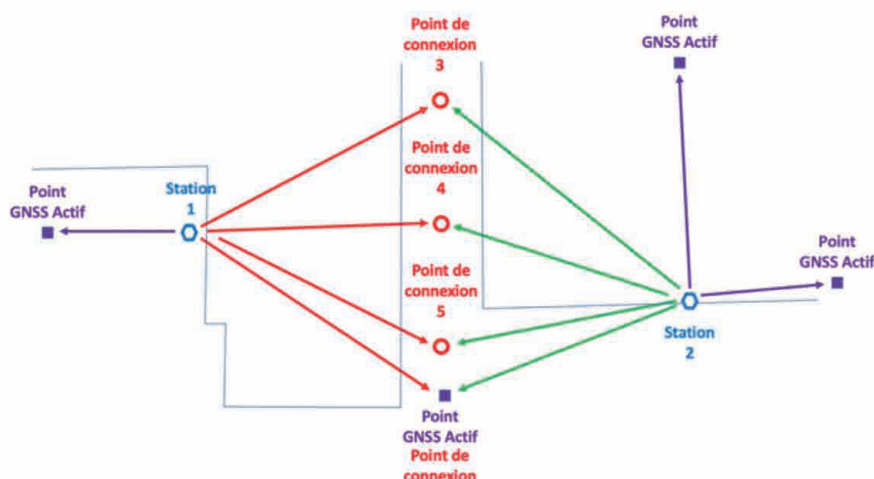 Point de
connexion
3
Point
GNSS Actif
Point de
connexion
4
Point
GNSS Actif
Station
1
Point
GNSS Actif
Point de
connexion
5
Station
2
Point
GNSS Actif
Point de
connexion